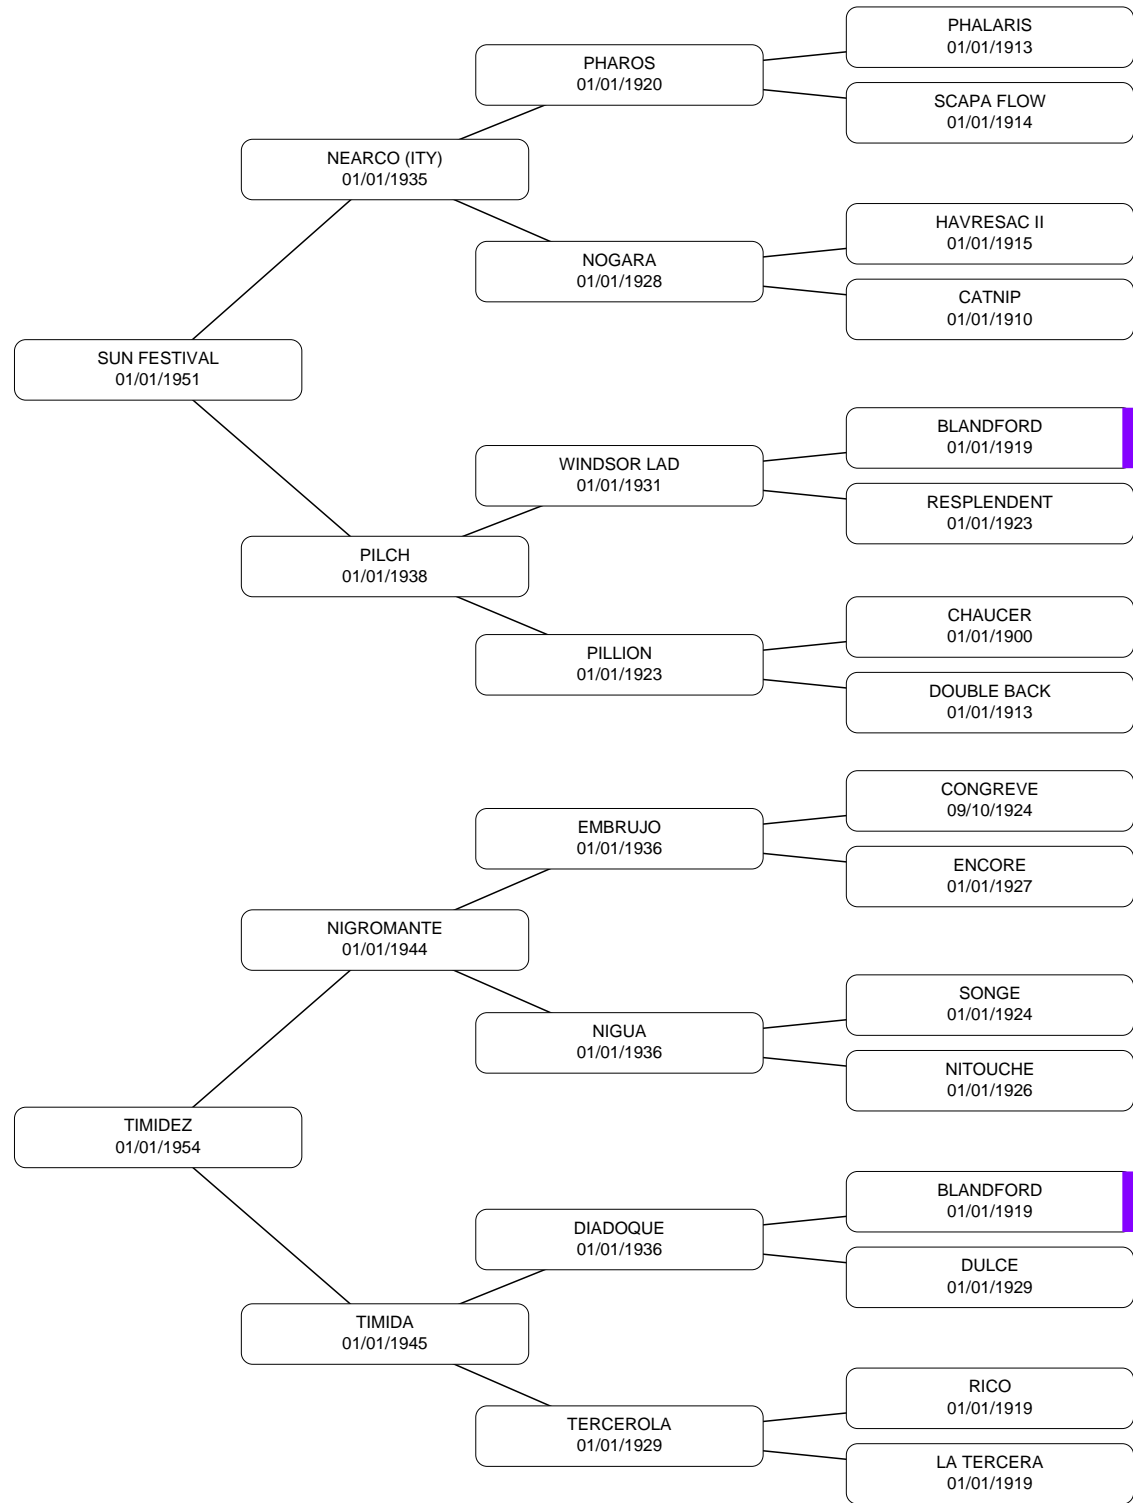 PHALARIS
01/01/1913
PHAROS
01/01/1920
SCAPA FLOW
01/01/1914
NEARCO (ITY)
01/01/1935
HAVRESAC II
01/01/1915
NOGARA
01/01/1928
CATNIP
01/01/1910
SUN FESTIVAL
01/01/1951
BLANDFORD
01/01/1919
WINDSOR LAD
01/01/1931
RESPLENDENT
01/01/1923
PILCH
01/01/1938
CHAUCER
01/01/1900
PILLION
01/01/1923
DOUBLE BACK
01/01/1913
CONGREVE
09/10/1924
EMBRUJO
01/01/1936
ENCORE
01/01/1927
NIGROMANTE
01/01/1944
SONGE
01/01/1924
NIGUA
01/01/1936
NITOUCHE
01/01/1926
TIMIDEZ
01/01/1954
BLANDFORD
01/01/1919
DIADOQUE
01/01/1936
DULCE
01/01/1929
TIMIDA
01/01/1945
RICO
01/01/1919
TERCEROLA
01/01/1929
LA TERCERA
01/01/1919